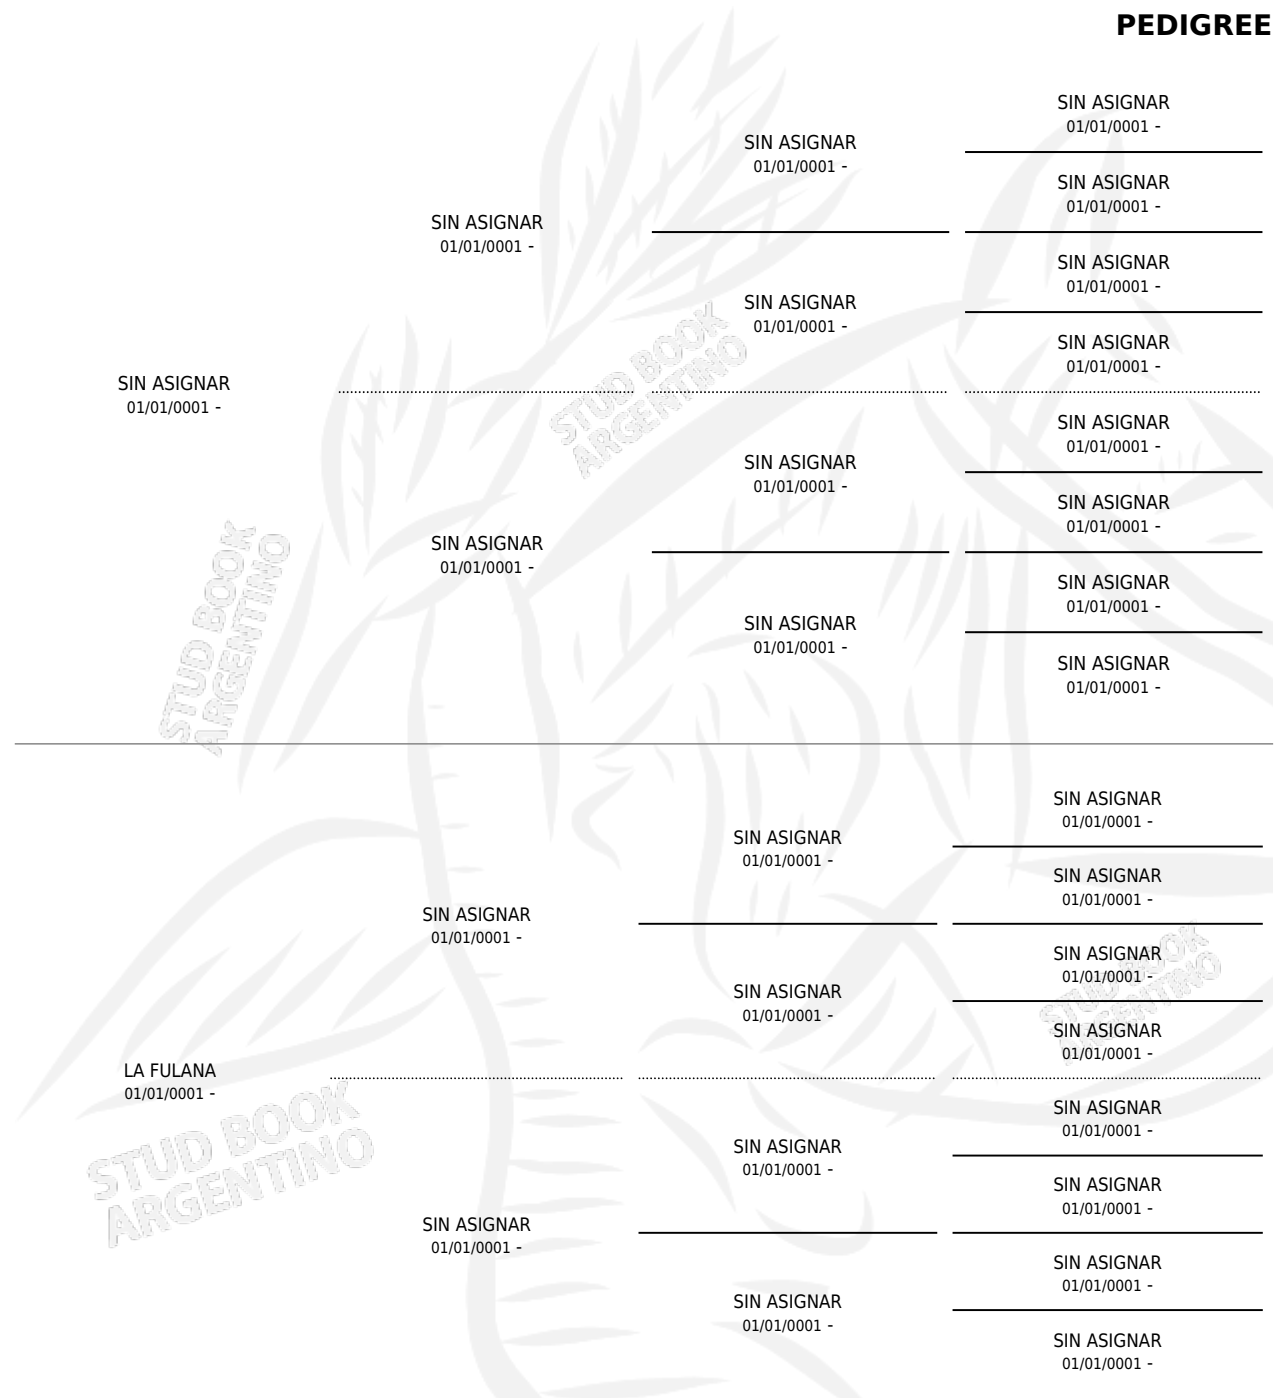 PEDIGREE
SIN ASIGNAR
01/01/0001 -
SIN ASIGNAR
01/01/0001 -
SIN ASIGNAR
01/01/0001 -
SIN ASIGNAR
01/01/0001 -
SIN ASIGNAR
01/01/0001 -
SIN ASIGNAR
01/01/0001 -
SIN ASIGNAR
01/01/0001 -
STUD BOOK
ARGENTINO
SIN ASIGNAR
01/01/0001 -
SIN ASIGNAR
01/01/0001 -
SIN ASIGNAR
01/01/0001 -
SIN ASIGNAR
01/01/0001 -
SIN ASIGNAR
01/01/0001 -
STUD BOOK
ARGENTINO
SIN ASIGNAR
01/01/0001 -
SIN ASIGNAR
01/01/0001 -
SIN ASIGNAR
01/01/0001 -
SIN ASIGNAR
01/01/0001 -
SIN ASIGNAR
01/01/0001 -
SIN ASIGNAR
01/01/0001 -
SIN ASIGNAR
01/01/0001 -
SIN ASIGNAR
01/01/0001 -
SIN ASIGNAR
01/01/0001 -
STUD BOOK
ARGENTINO
SIN ASIGNAR
01/01/0001 -
SIN ASIGNAR
01/01/0001 -
LA FULANA
01/01/0001 -
STUD BOOK
ARGENTINO
SIN ASIGNAR
01/01/0001 -
SIN ASIGNAR
01/01/0001 -
SIN ASIGNAR
01/01/0001 -
SIN ASIGNAR
01/01/0001 -
SIN ASIGNAR
01/01/0001 -
SIN ASIGNAR
01/01/0001 -
SIN ASIGNAR
01/01/0001 -